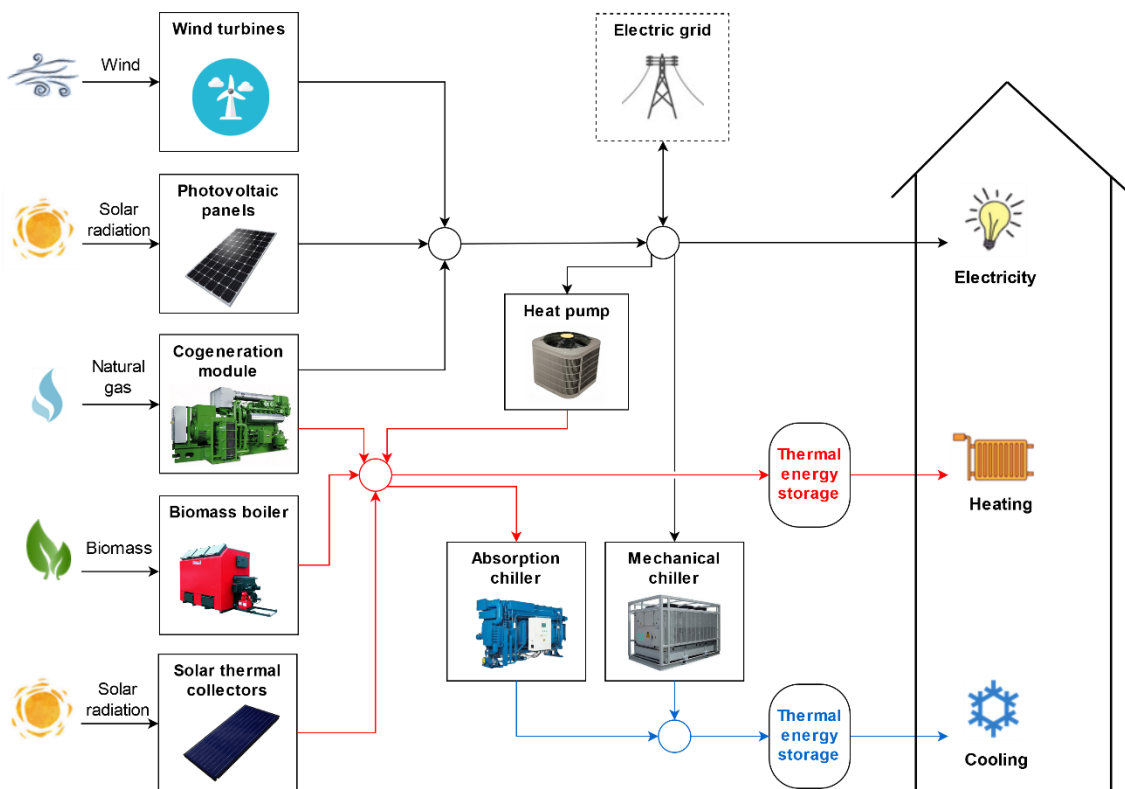 Wind
Wind turbines
Electric grid
Solar
radiation
Photovoltaic
panels
Electricity
Heat pump
Natural
gas
Cogeneration
module
Thermal
energy
storage
Heating
Biomass
Biomass boiler
Absorption
chiller
Mechanical
chiller
Solar
radiation
Solar thermal
collectors
Thermal
energy
storage
Cooling